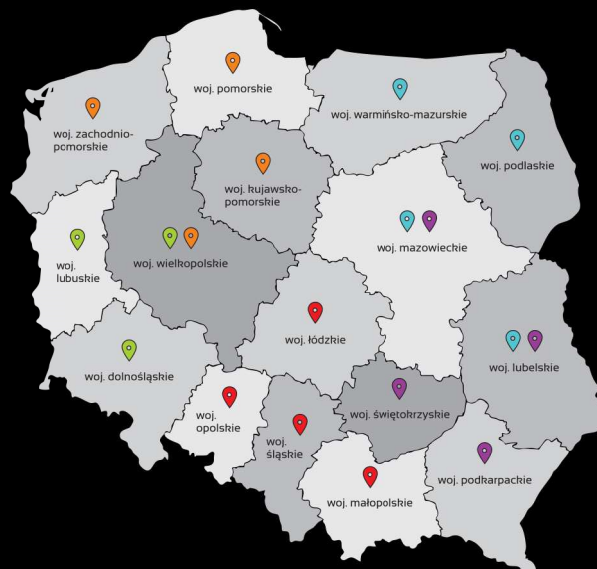 woj. pomorskie
woj. warmińsko-mazurskie
woj. zachodnio-
pomorskie
woj. podlaskie
woj. kujawsko-
pomorskie
woj. mazowieckie
woj.
lubuskie
woj. wielkopolskie
woj. łódzkie
woj. lubelskie
woj. dolnośląskie
woj.
opolskie
woj. świętokrzyskie
woj.
śląskie
woj. podkarpackie
woj. małopolskie